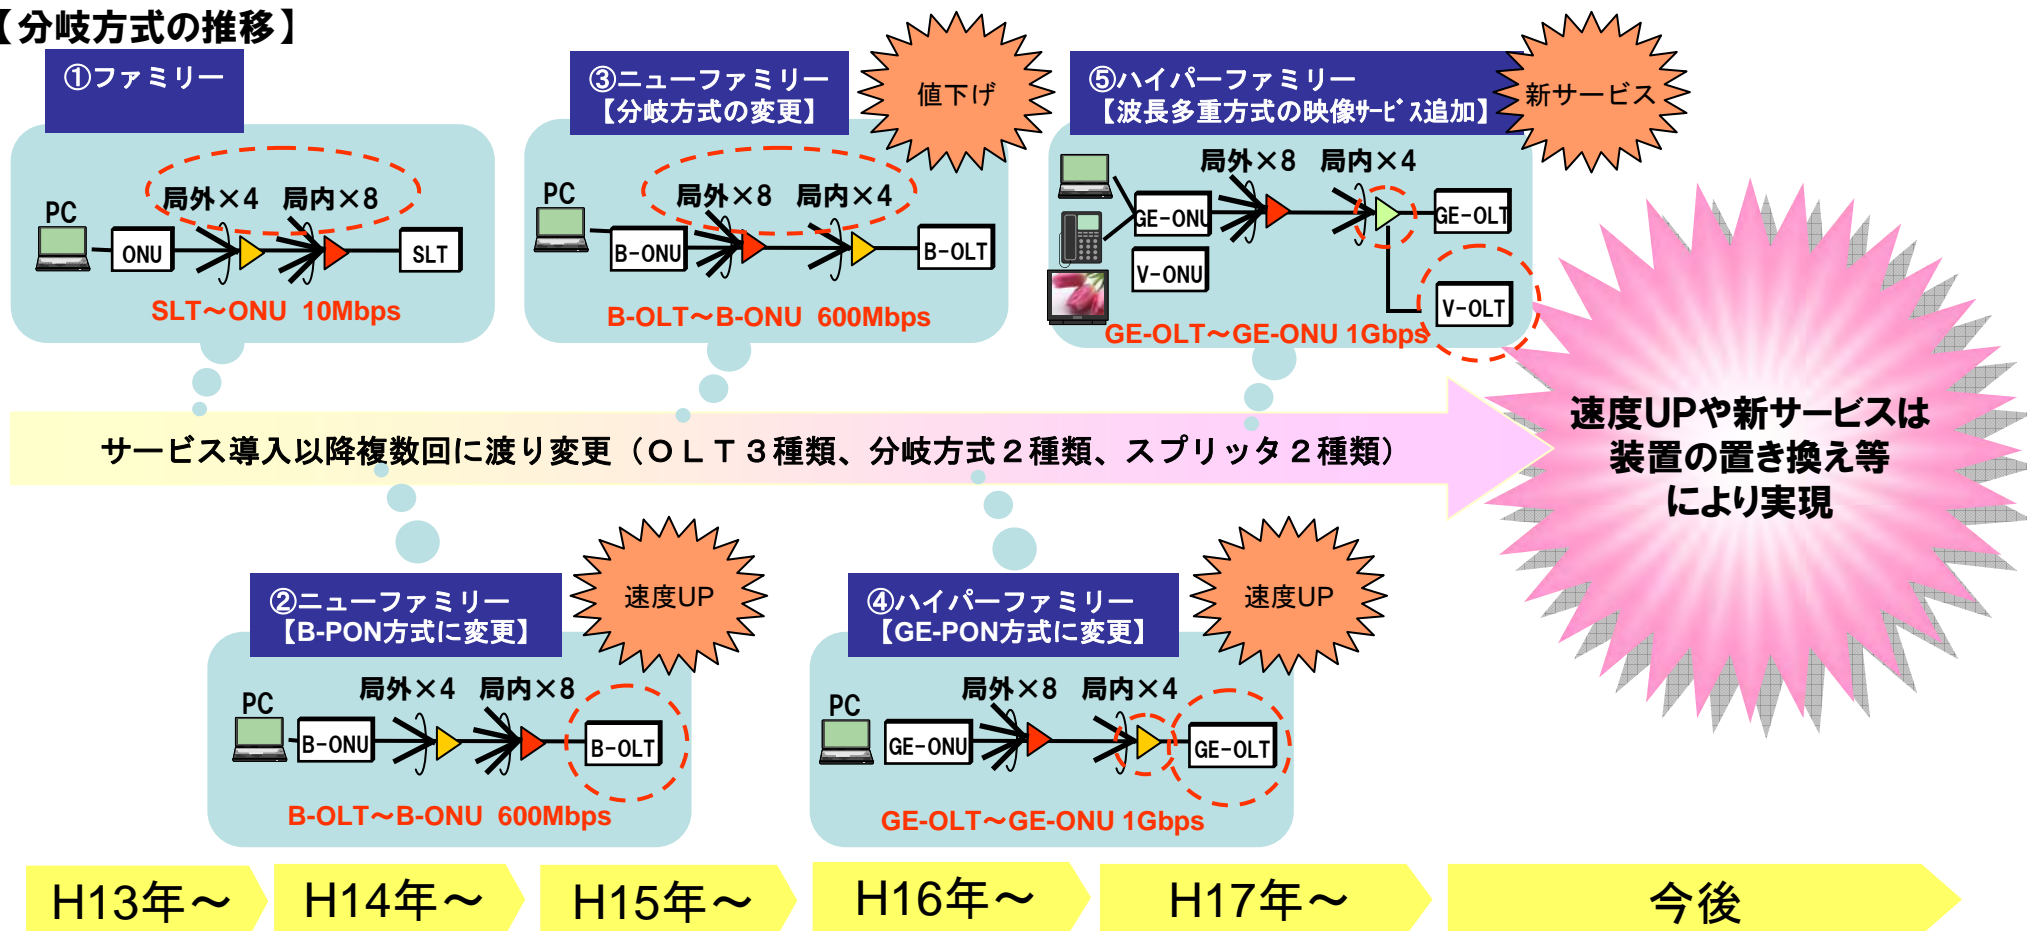 【分岐方式の推移】
①ファミリー
局外×4 局内×8
PC
ONU
SLT
SLT～ONU 10Mbps
③ニューファミリー
【分岐方式の変更】
値下げ
局外×8 局内×4
PC
B-ONU
B-OLT
B-OLT～B-ONU 600Mbps
⑤ハイパーファミリー
【波長多重方式の映像ｻｰﾋﾞｽ追加】
新サービス
局外×8 局内×4
GE-ONU
GE-OLT
V-ONU
V-OLT
GE-OLT～GE-ONU 1Gbps
サービス導入以降複数回に渡り変更（ＯＬＴ３種類、分岐方式２種類、スプリッタ２種類）
速度UPや新サービスは
装置の置き換え等
により実現
②ニューファミリー
【B-PON方式に変更】
速度UP
局外×4 局内×8
PC
B-ONU
B-OLT
B-OLT～B-ONU 600Mbps
④ハイパーファミリー
【GE-PON方式に変更】
速度UP
局外×8 局内×4
PC
GE-ONU
GE-OLT
GE-OLT～GE-ONU 1Gbps
H13年～ H14年～ H15年～ H16年～ H17年～ 今後